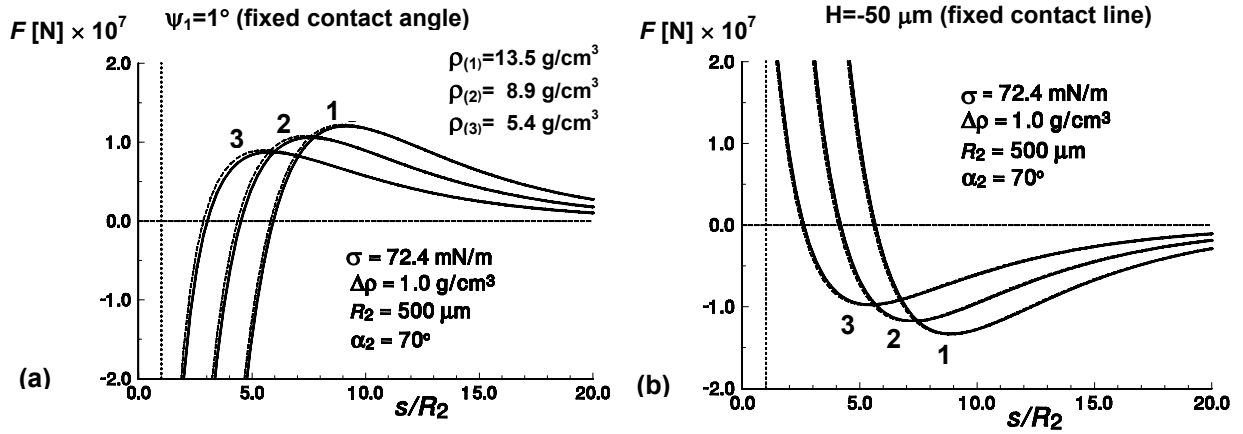 ψ₁=1° (fixed contact angle)
F [N] × 10⁷
ρ₍₁₎=13.5 g/cm³
ρ₍₂₎= 8.9 g/cm³
ρ₍₃₎= 5.4 g/cm³
2.0
1.0
0.0
-1.0
-2.0
3
2
1
σ = 72.4 mN/m
Δρ = 1.0 g/cm³
R₂ = 500 μm
α₂ = 70°
0.0 5.0 10.0 15.0 20.0
s/R₂
(a)
H=-50 μm (fixed contact line)
F [N] × 10⁷
2.0
1.0
0.0
-1.0
-2.0
σ = 72.4 mN/m
Δρ = 1.0 g/cm³
R₂ = 500 μm
α₂ = 70°
3
2
1
0.0 5.0 10.0 15.0 20.0
s/R₂
(b)